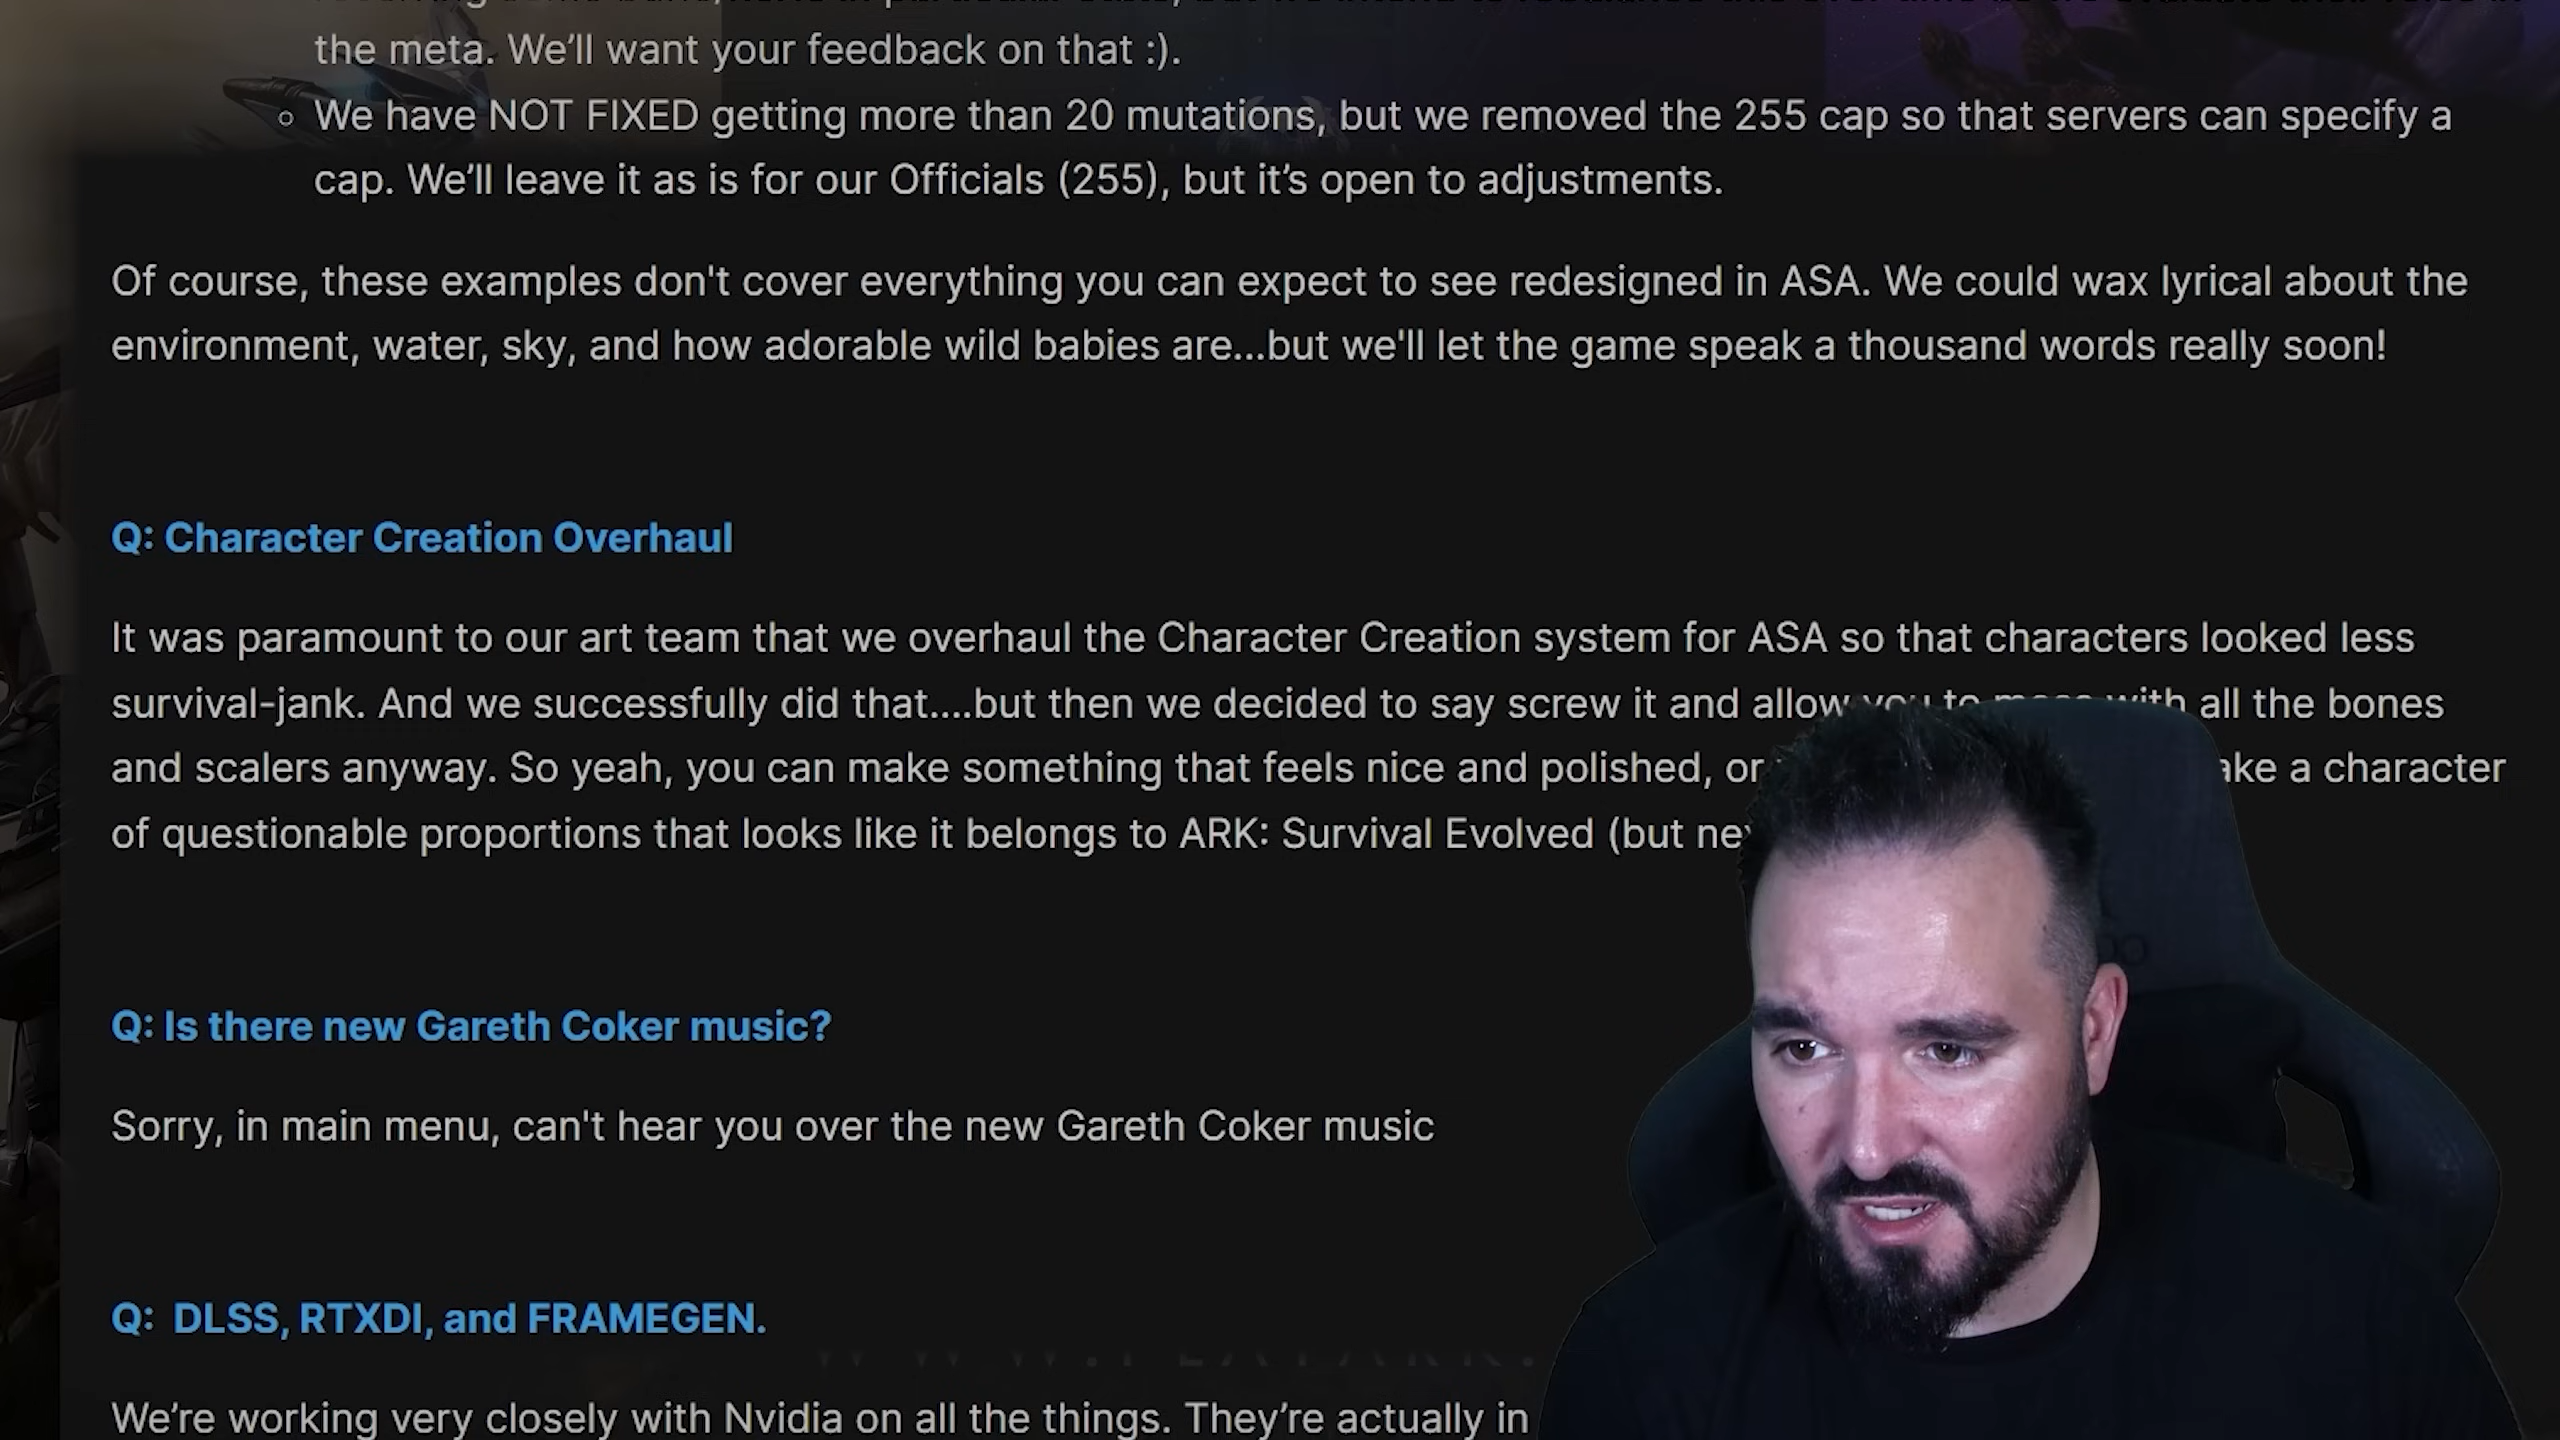 the meta. We'll want your feedback on that :).
We have NOT FIXED getting more than 20 mutations, but we removed the 255 cap so that servers can specify a
cap. We'll leave it as is for our Officials (255), but it's open to adjustments.
Of course, these examples don't cover everything you can expect to see redesigned in ASA. We could wax lyrical about the
environment, water, sky, and how adorable wild babies are...but we'll let the game speak a thousand words really soon!
Q: Character Creation Overhaul
It was paramount to our art team that we overhaul the Character Creation system for ASA so that characters looked less
survival-jank. And we successfully did that....but then we decided to say screw it and allow you to mess with all the bones
and scalers anyway. So yeah, you can make something that feels nice and polished, or a character
of questionable proportions that looks like it belongs to ARK: Survival Evolved (but
Q: Is there new Gareth Coker music?
Sorry, in main menu, can't hear you over the new Gareth Coker music
Q: DLSS, RTXDI, and FRAMEGEN.
We're working very closely with Nvidia on all the things. They're actually in